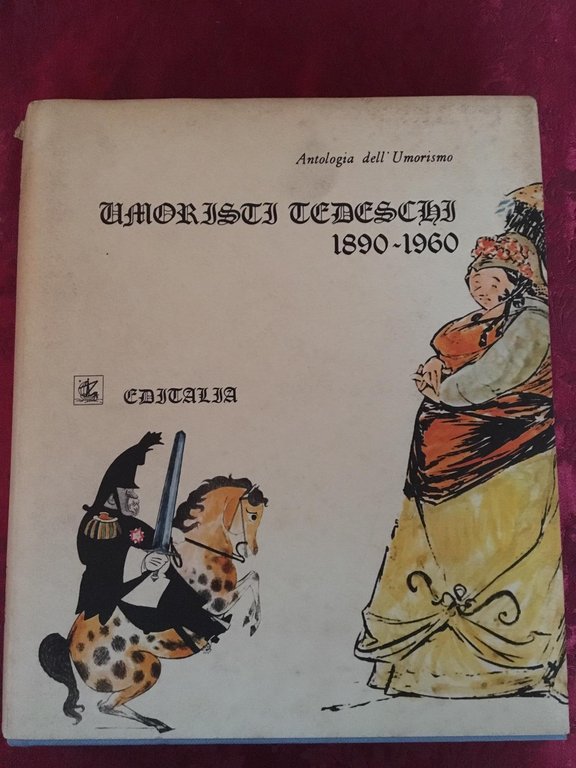 Antologia dell'Umorismo
UMORISTI TEDESCHI
1890-1960
EDITALIA